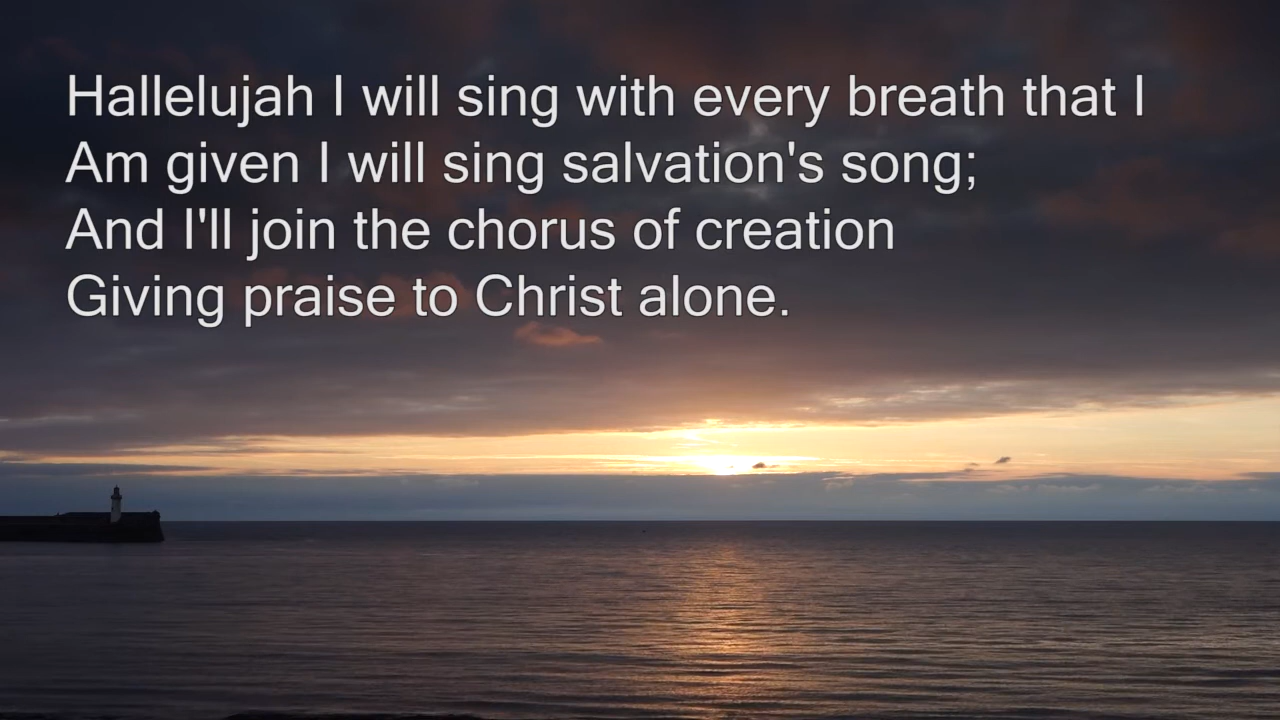 Hallelujah I will sing with every breath that I
Am given I will sing salvation's song;
And I'll join the chorus of creation
Giving praise to Christ alone.